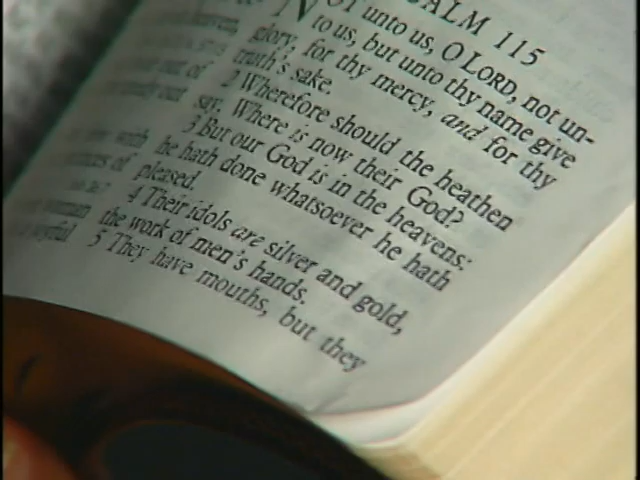 PSALM 115
NOT unto us, O LORD, not un-
to us, but unto thy name give
glory, for thy mercy, and for thy
truth's sake.
2 Wherefore should the heathen
say, Where is now their God?
3 But our God is in the heavens:
he hath done whatsoever he hath
pleased.
4 Their idols are silver and gold,
the work of men's hands.
5 They have mouths, but they